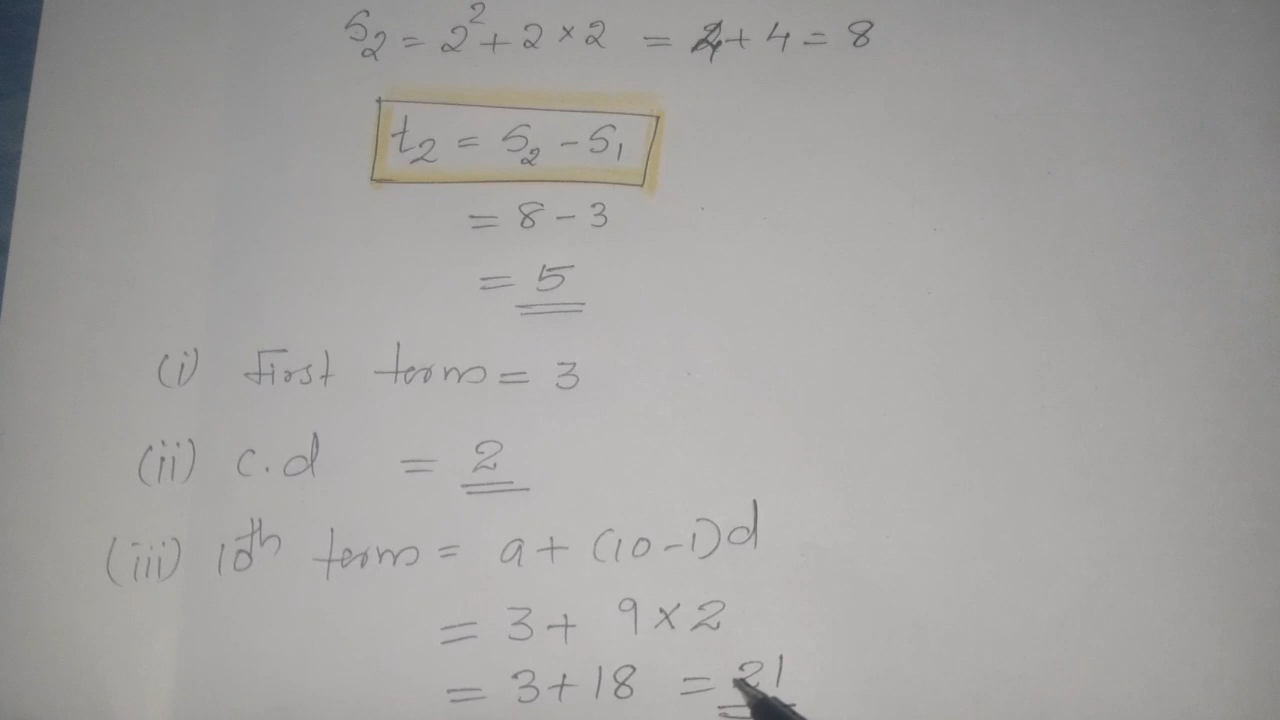 S₂ = 2² + 2 × 2 = 4 + 4 = 8
t₂ = S₂ - S₁
= 8 - 3
= 5
(i) First term = 3
(ii) c.d = 2
(iii) 10th term = a + (10-1)d
= 3 + 9 × 2
= 3 + 18 = 21